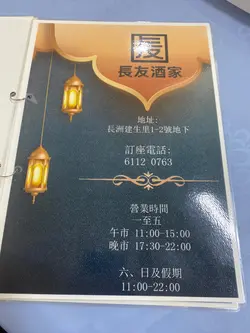 長友
長友酒家
地址:
長洲建生里1-2號地下
訂座電話:
6112 0763
營業時間
一至五
午市 11:00-15:00
晚市 17:30-22:00
六、日及假期
11:00-22:00